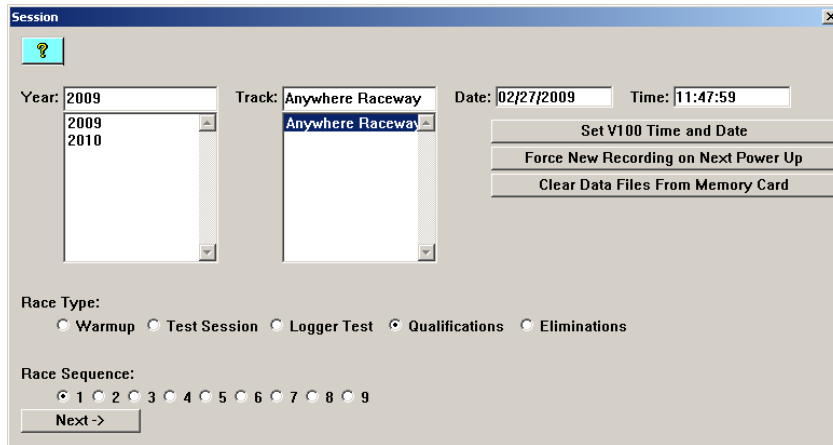 Session
?
Year: 2009 Track: Anywhere Raceway Date: 02/27/2009 Time: 11:47:59
2009
2010
Anywhere Raceway
Set V100 Time and Date
Force New Recording on Next Power Up
Clear Data Files From Memory Card
Race Type:
Warmup Test Session Logger Test Qualifications Eliminations
Race Sequence:
1 2 3 4 5 6 7 8 9
Next ->